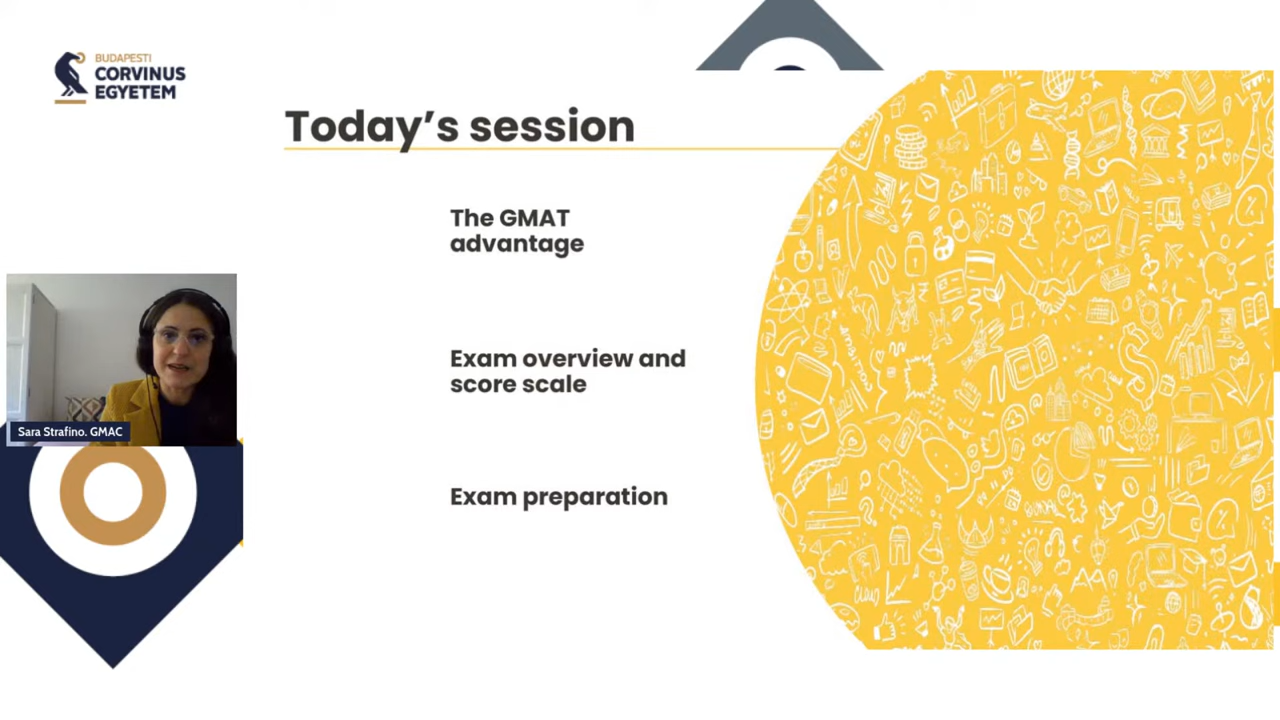 BUDAPESTI
CORVINUS
EGYETEM
Today's session
The GMAT
advantage
Exam overview and
score scale
Exam preparation
Sara Strafino. GMAC